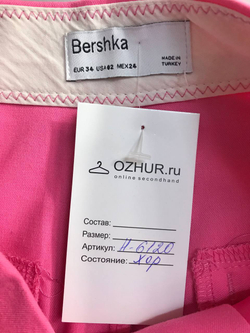 Bershka
EUR 34 USA 02 MEX 24
MADE IN
TURKEY
OZHUR.ru
online secondhand
Состав:
Размер:
Артикул: Н-6120
Состояние: хор